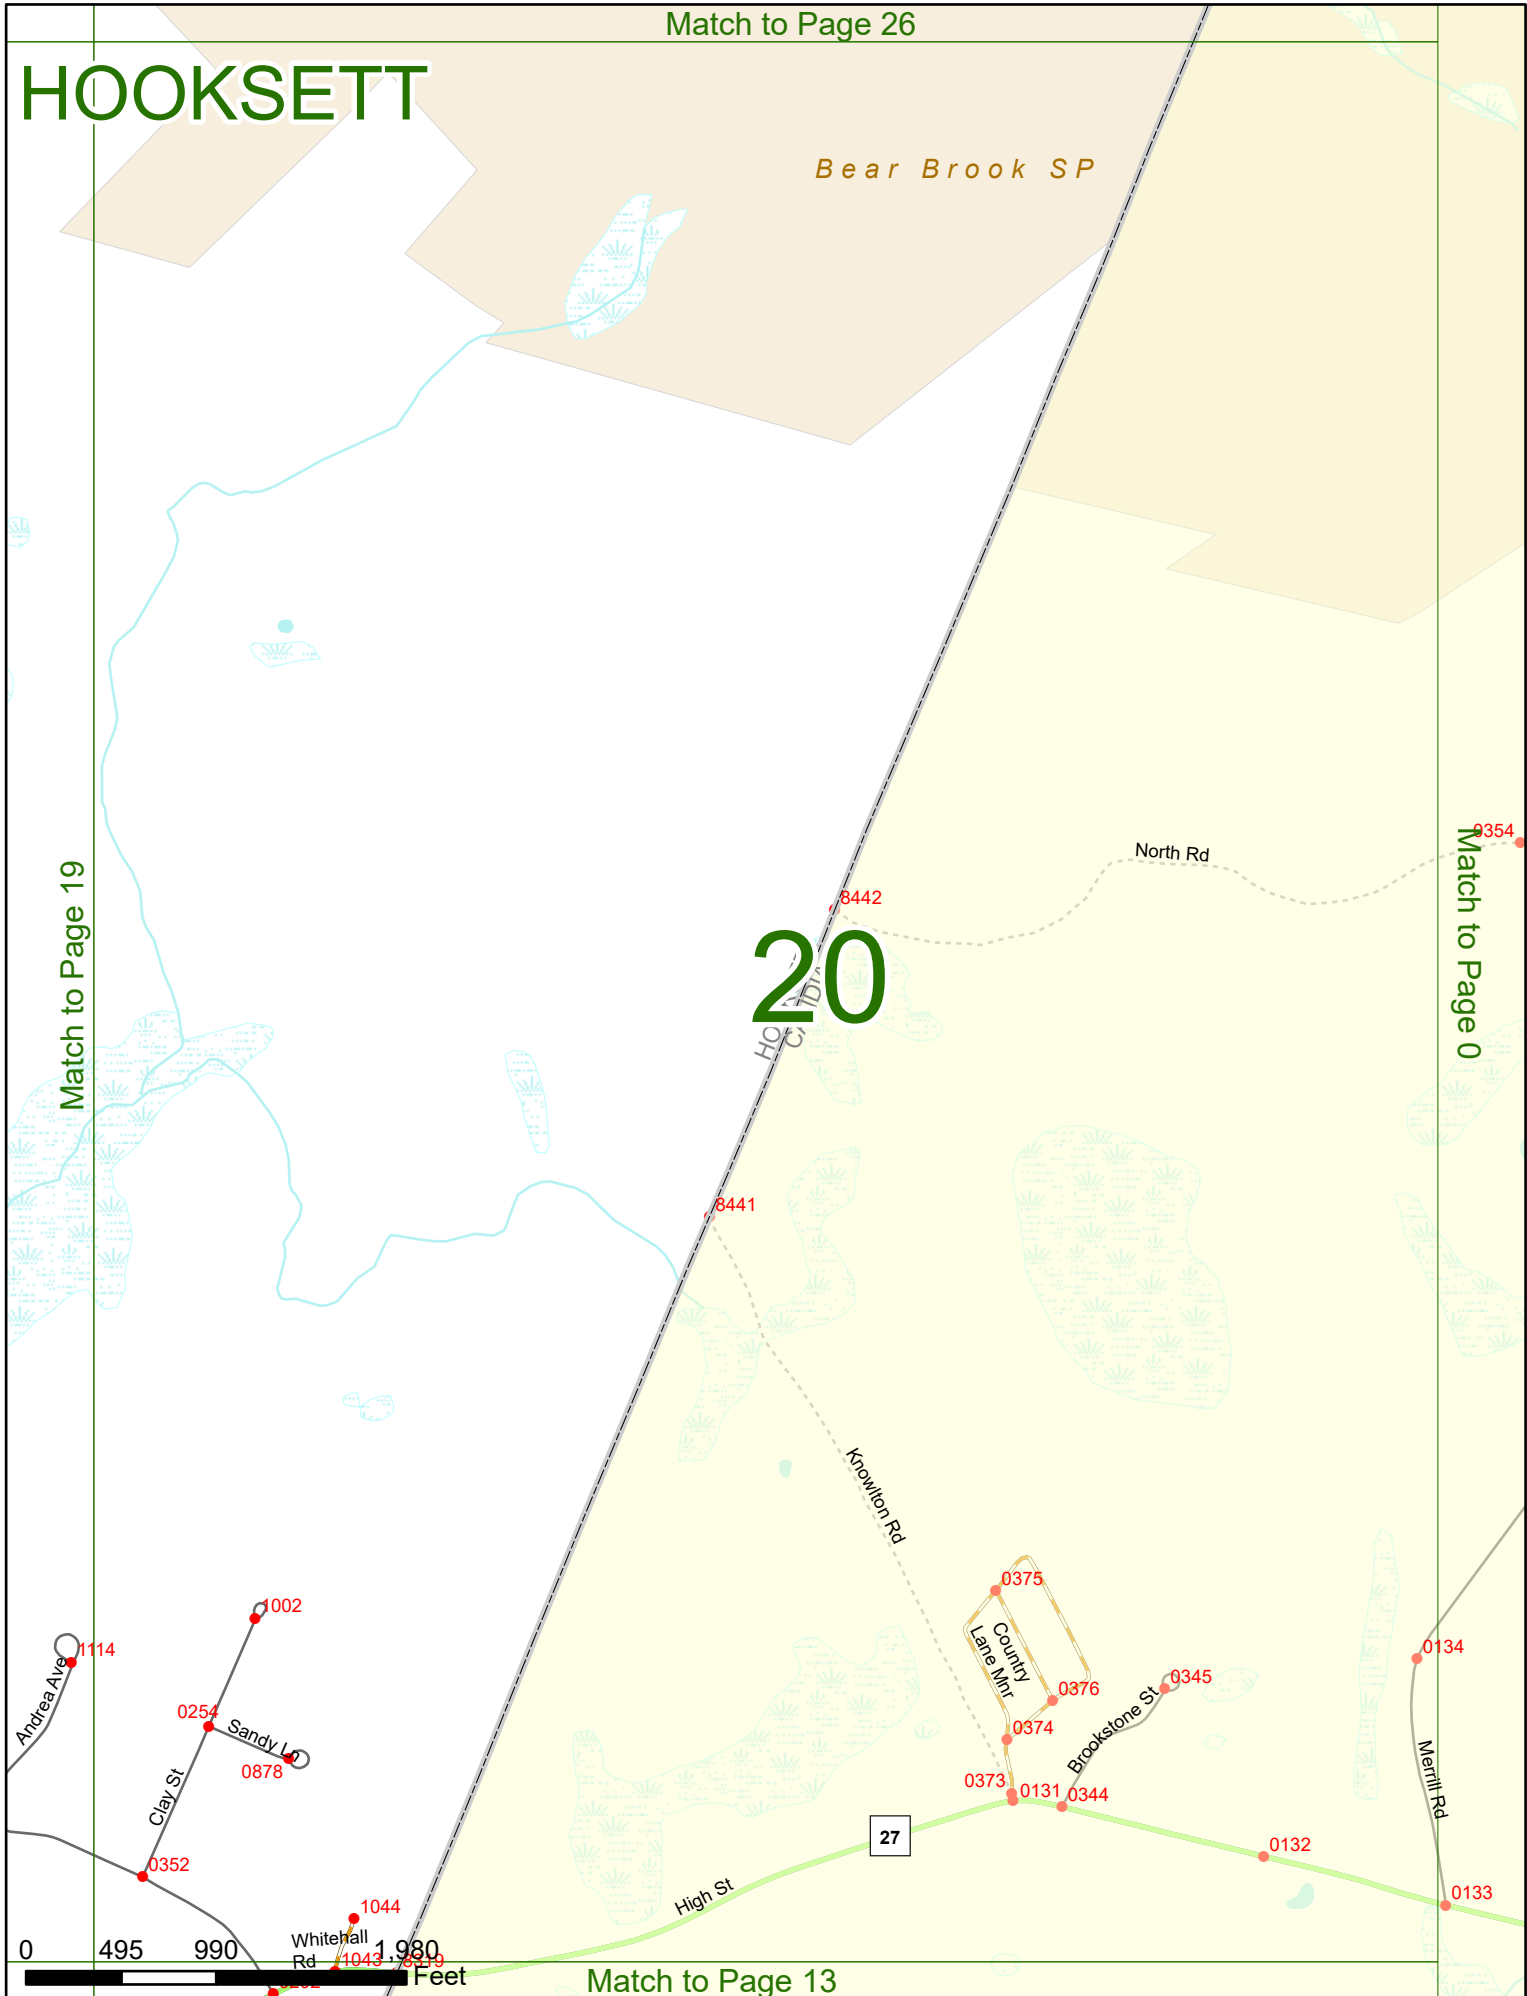 Match to Page 26
HOOKSETT
Bear Brook SP
0354
North Rd
Match to Page 19
Match to Page 0
8442
20
8441
Knowlton Rd
0375
1002
Country
Lane Mnr
1114
0134
Andrea Ave
0376
0345
0254
Sandy Ln
0374
Brookstone St
0878
0373
0131
0344
Merrill Rd
Clay St
27
0132
0352
High St
0133
1044
Whitehall
Rd
0 495 990 1,980
1043
8319
Feet
Match to Page 13